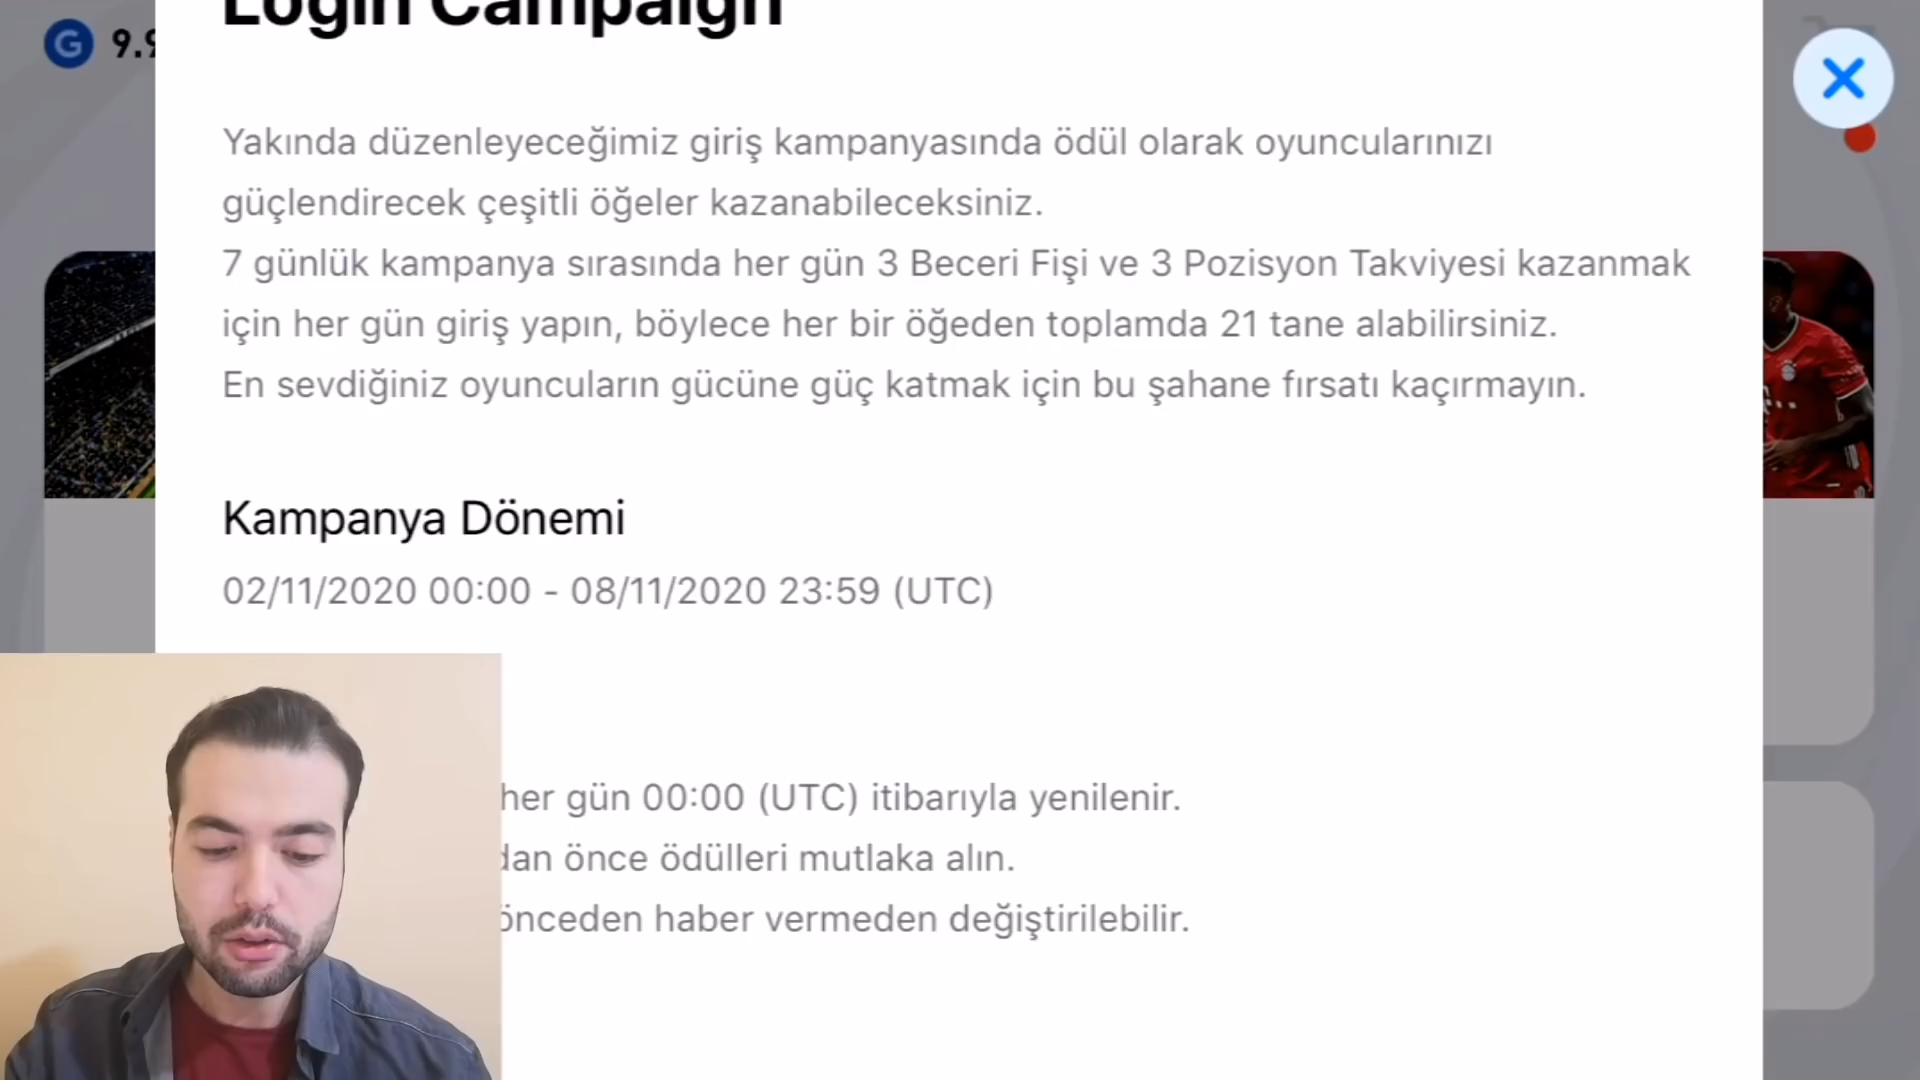 Login Campaign
G 9.9
Yakında düzenleyeceğimiz giriş kampanyasında ödül olarak oyuncularınızı
güçlendirecek çeşitli öğeler kazanabileceksiniz.
7 günlük kampanya sırasında her gün 3 Beceri Fişi ve 3 Pozisyon Takviyesi kazanmak
için her gün giriş yapın, böylece her bir öğeden toplamda 21 tane alabilirsiniz.
En sevdiğiniz oyuncuların gücüne güç katmak için bu şahane fırsatı kaçırmayın.
Kampanya Dönemi
02/11/2020 00:00 - 08/11/2020 23:59 (UTC)
her gün 00:00 (UTC) itibarıyla yenilenir.
dan önce ödülleri mutlaka alın.
önceden haber vermeden değiştirilebilir.